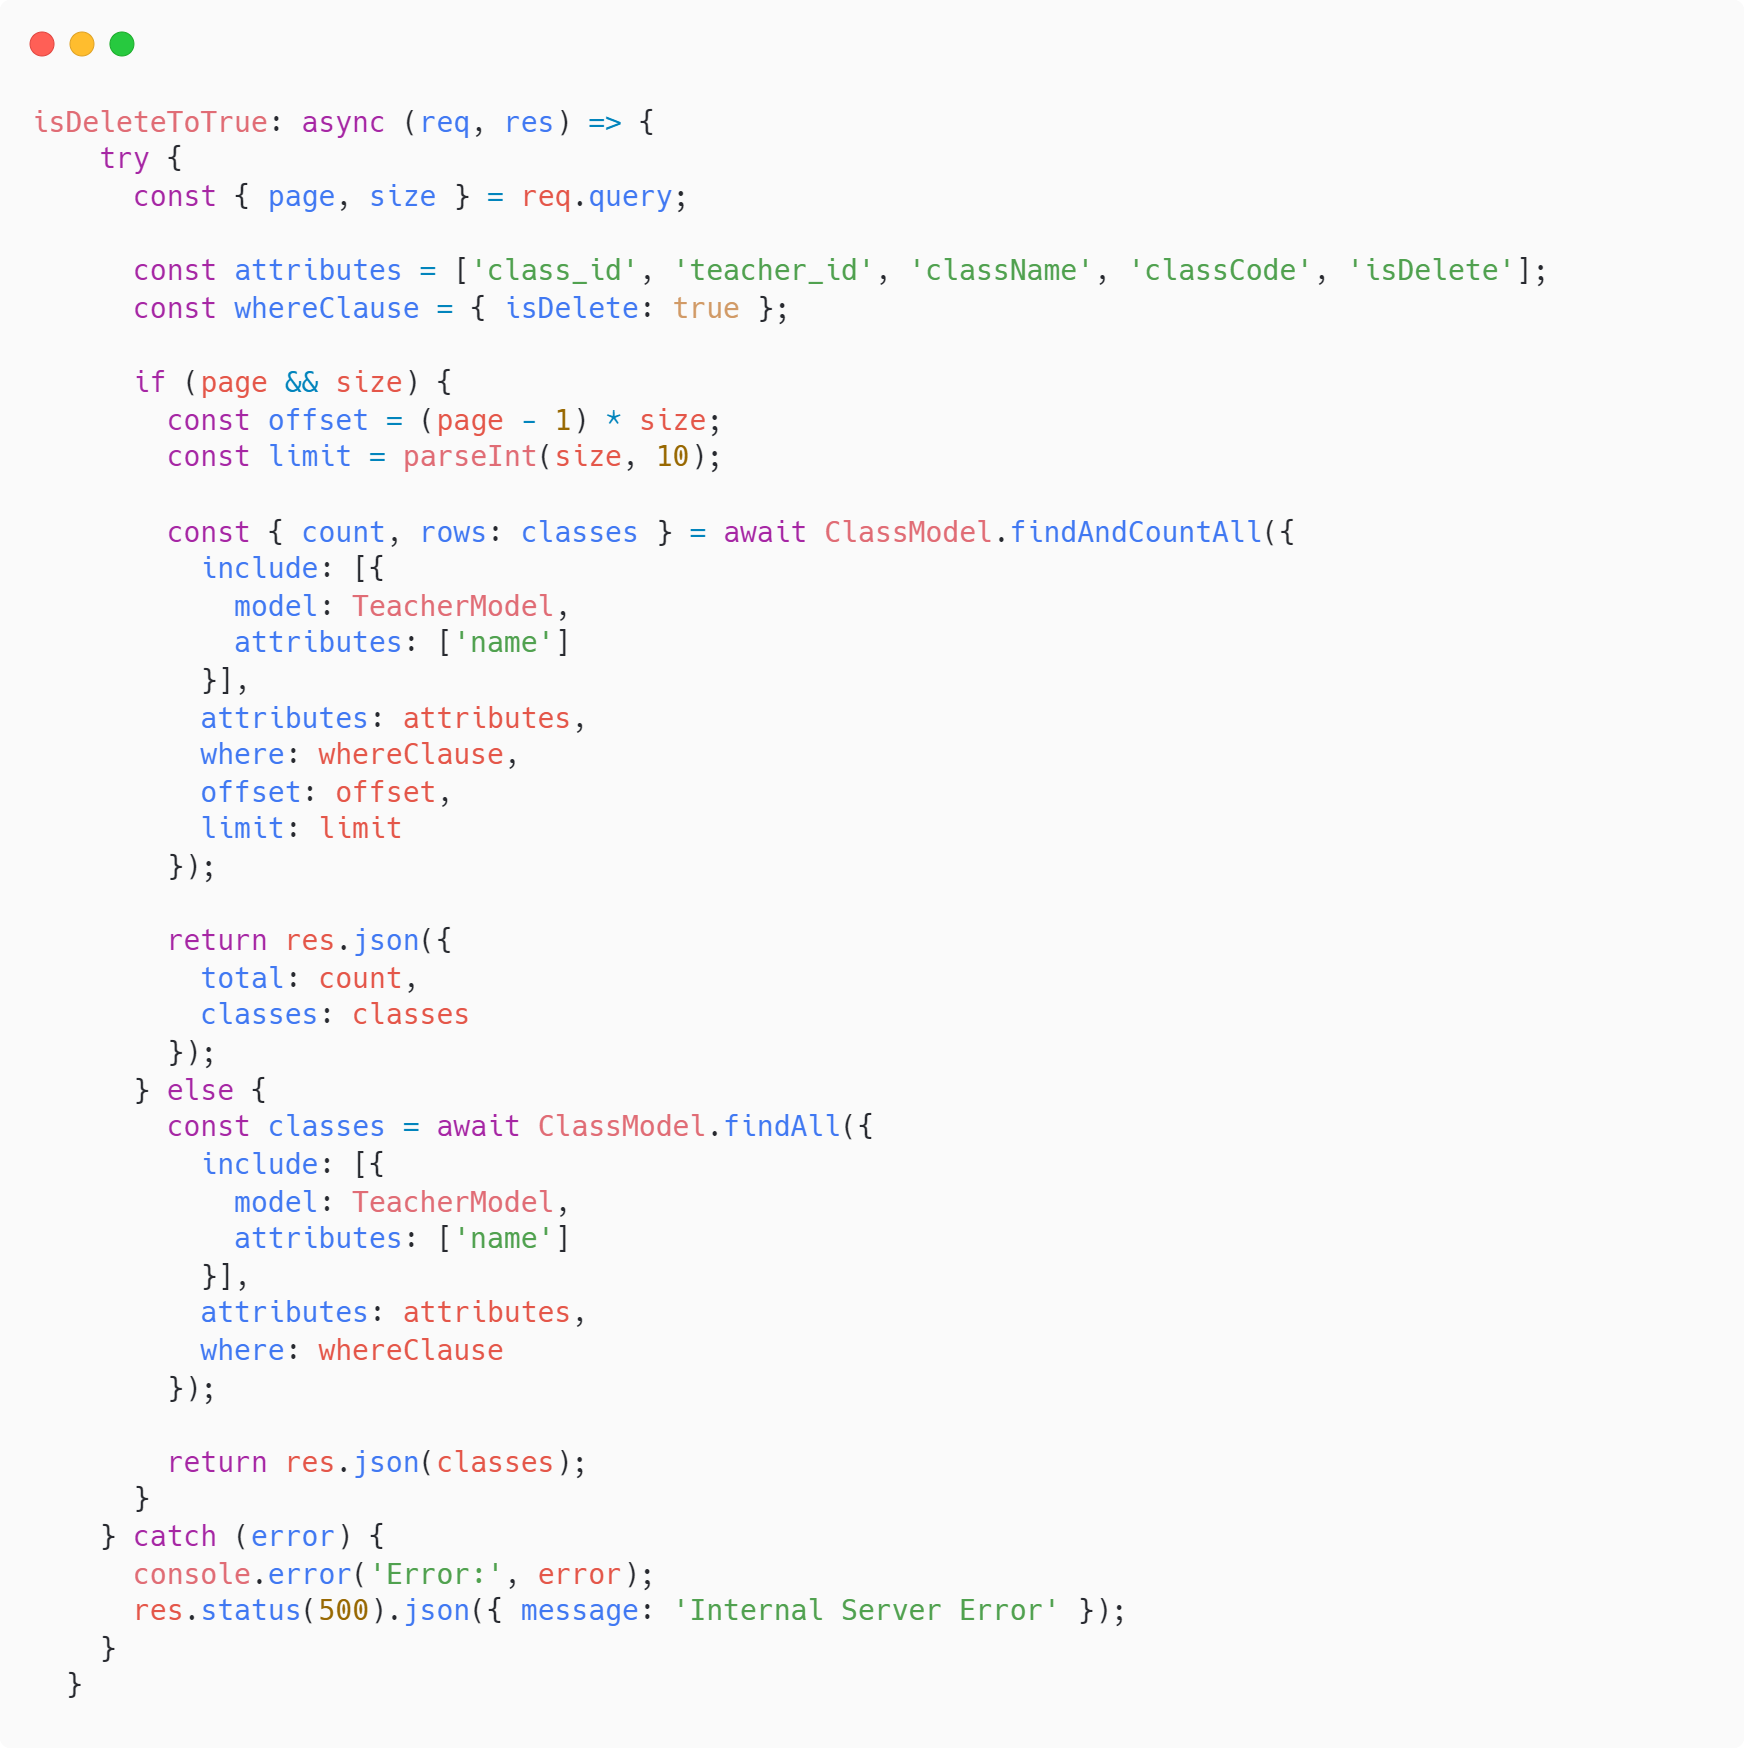 isDeleteToTrue: async (req, res) => {
    try {
      const { page, size } = req.query;

      const attributes = ['class_id', 'teacher_id', 'className', 'classCode', 'isDelete'];
      const whereClause = { isDelete: true };

      if (page && size) {
        const offset = (page - 1) * size;
        const limit = parseInt(size, 10);

        const { count, rows: classes } = await ClassModel.findAndCountAll({
          include: [{
            model: TeacherModel,
            attributes: ['name']
          }],
          attributes: attributes,
          where: whereClause,
          offset: offset,
          limit: limit
        });

        return res.json({
          total: count,
          classes: classes
        });
      } else {
        const classes = await ClassModel.findAll({
          include: [{
            model: TeacherModel,
            attributes: ['name']
          }],
          attributes: attributes,
          where: whereClause
        });

        return res.json(classes);
      }
    } catch (error) {
      console.error('Error:', error);
      res.status(500).json({ message: 'Internal Server Error' });
    }
  }